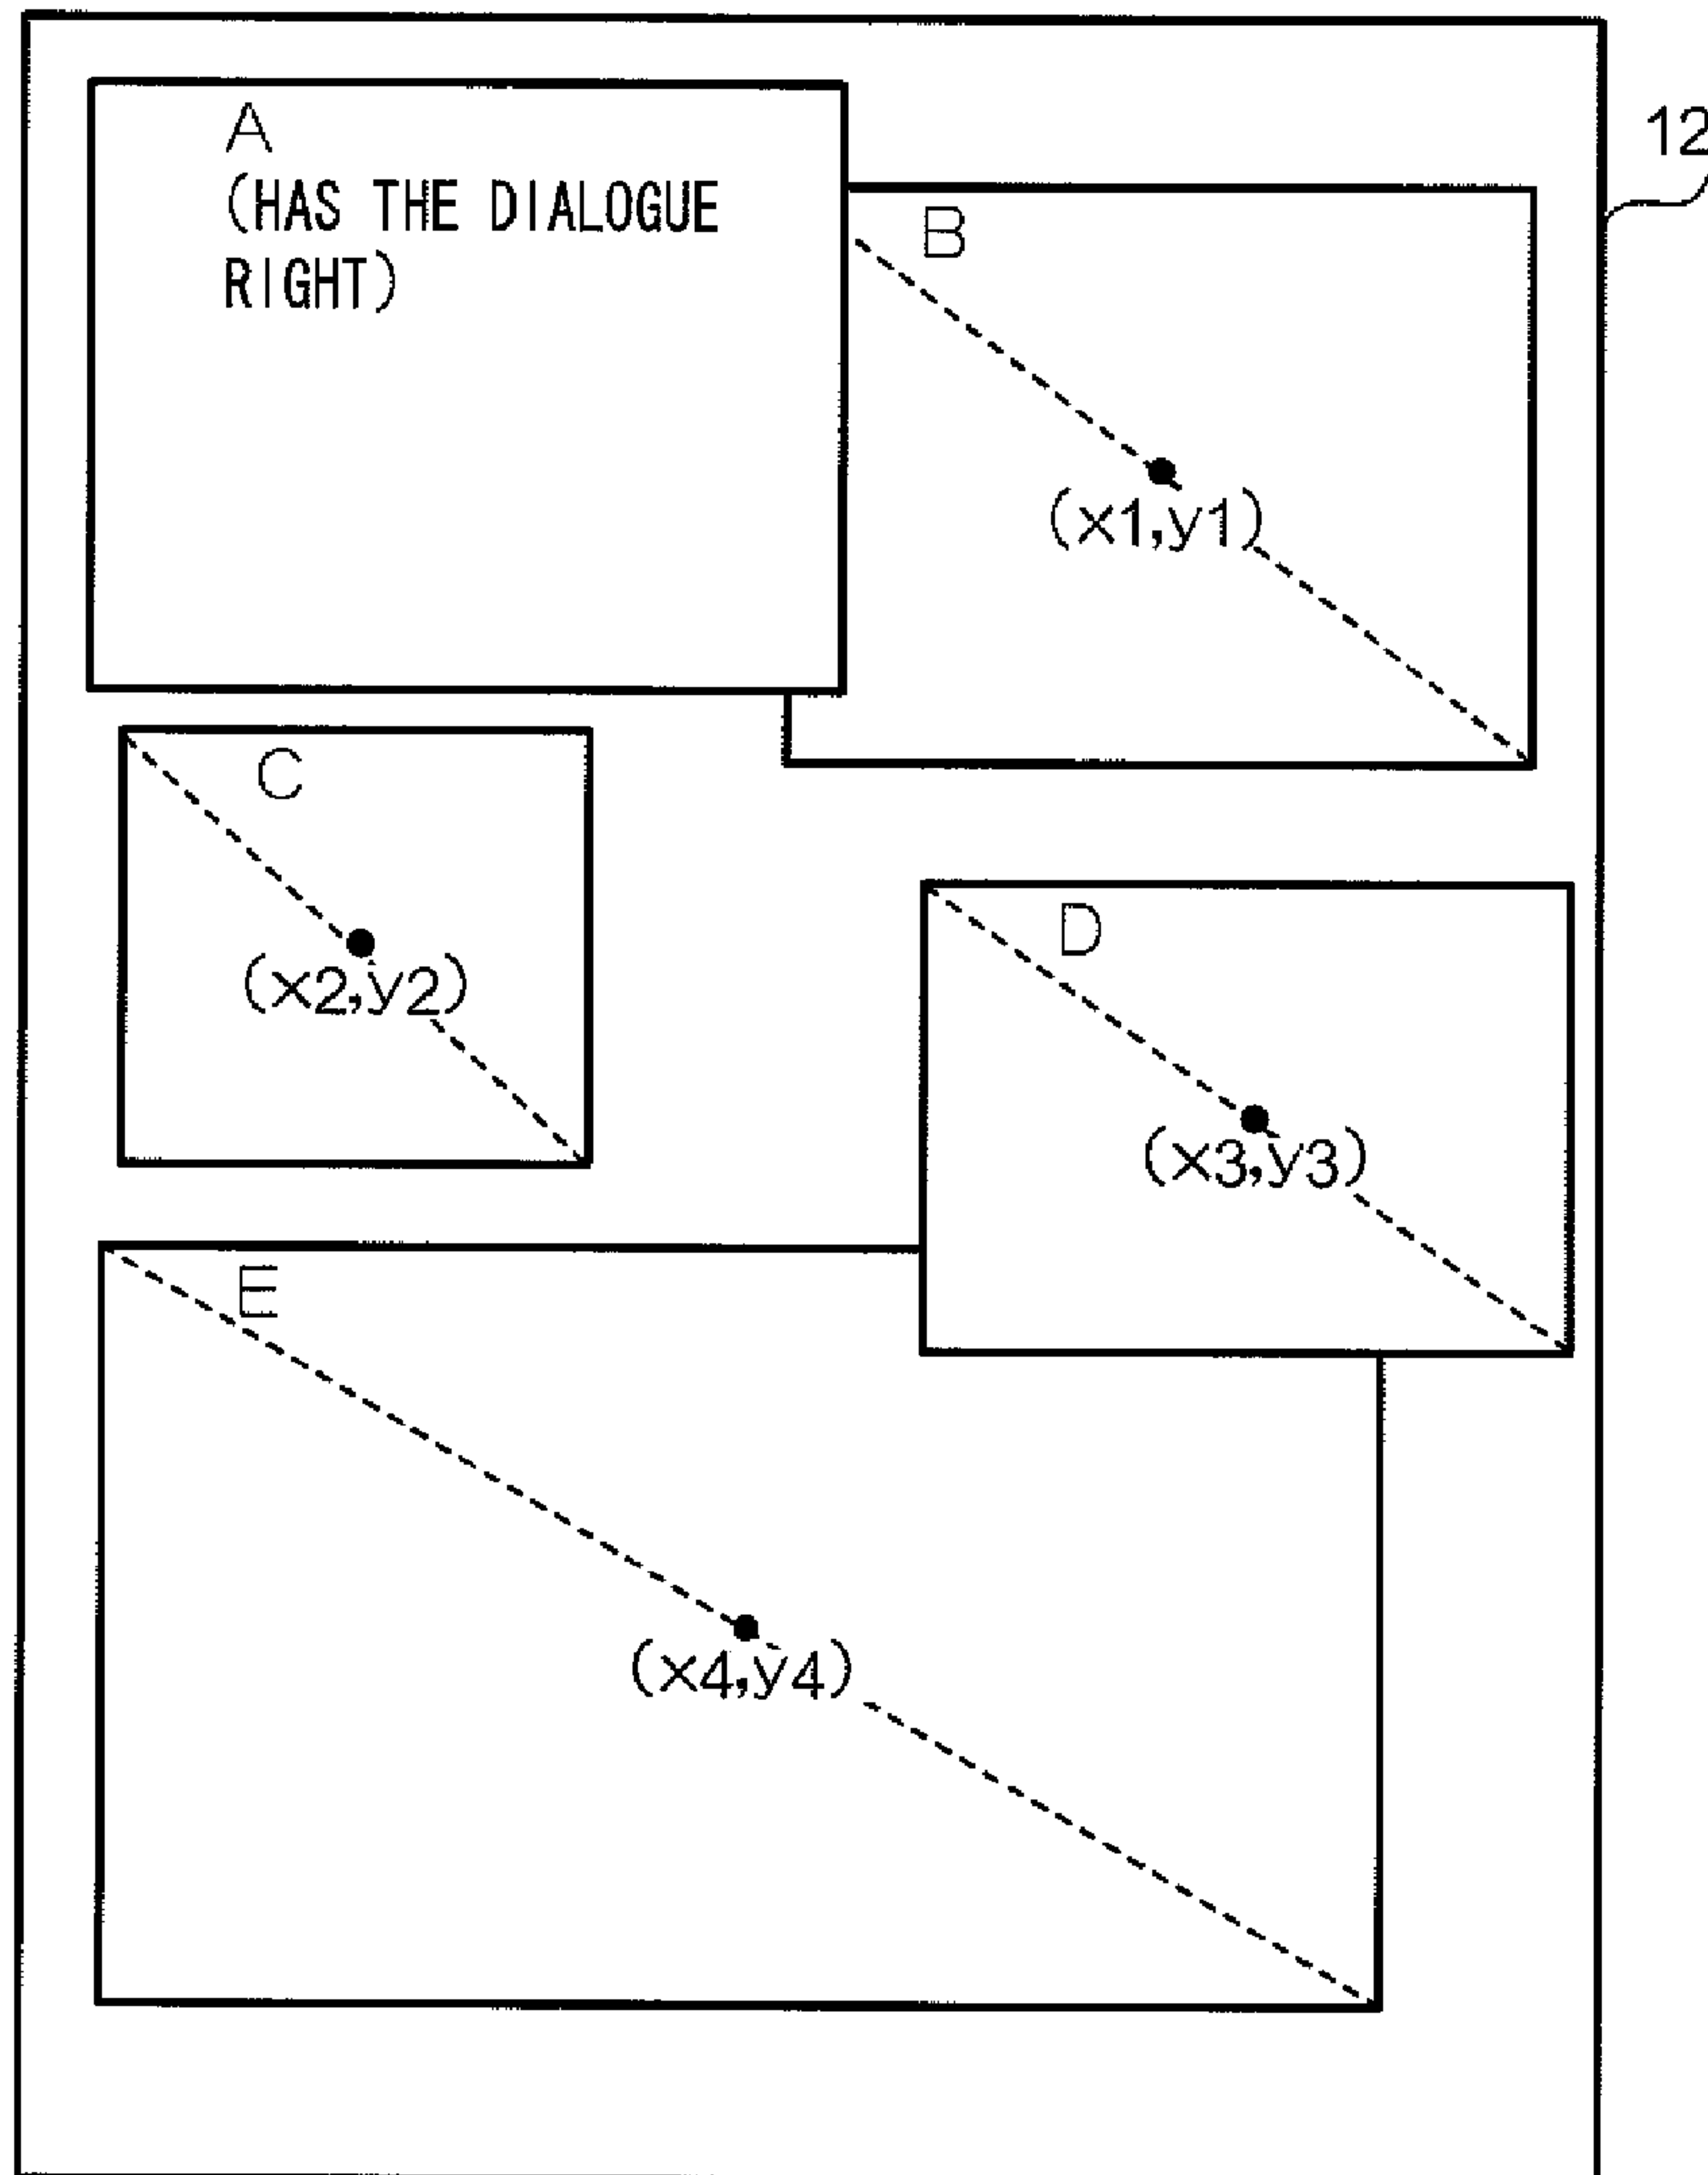 12
A
(HAS THE DIALOGUE
RIGHT)
B
(x1,y1)
C
(x2,y2)
D
(x3,y3)
E
(x4,y4)